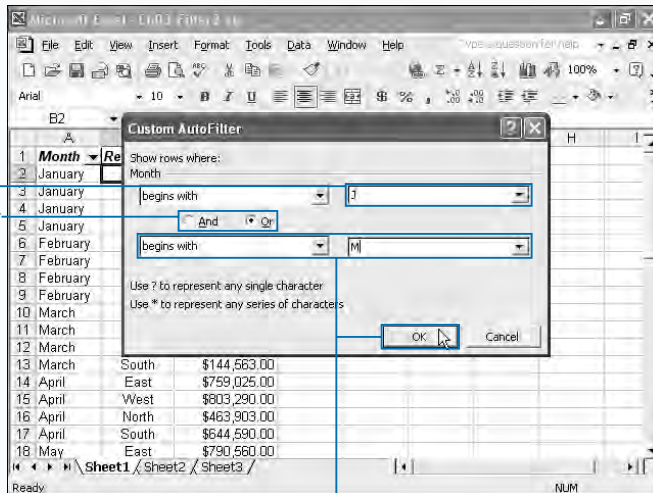 Microsoft Excel - Ch03 Filter2.xls
File Edit View Insert Format Tools Data Window Help Type a question for help
100%
Arial 10 B I U $ % ,
B2
A H I
1 Month Re
2 January
3 January
4 January
5 January
6 February
7 February
8 February
9 February
10 March
11 March
12 March
13 March South $144,563.00
14 April East $759,025.00
15 April West $803,290.00
16 April North $463,903.00
17 April South $644,590.00
18 May East $790,560.00
Custom AutoFilter
Show rows where:
Month
begins with J
And Or
begins with M
Use ? to represent any single character
Use * to represent any series of characters
OK Cancel
Sheet1 Sheet2 Sheet3
Ready NUM